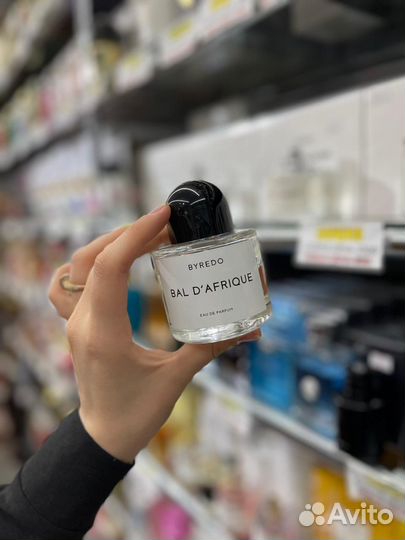 BYREDO
BAL D'AFRIQUE
EAU DE PARFUM
Avito